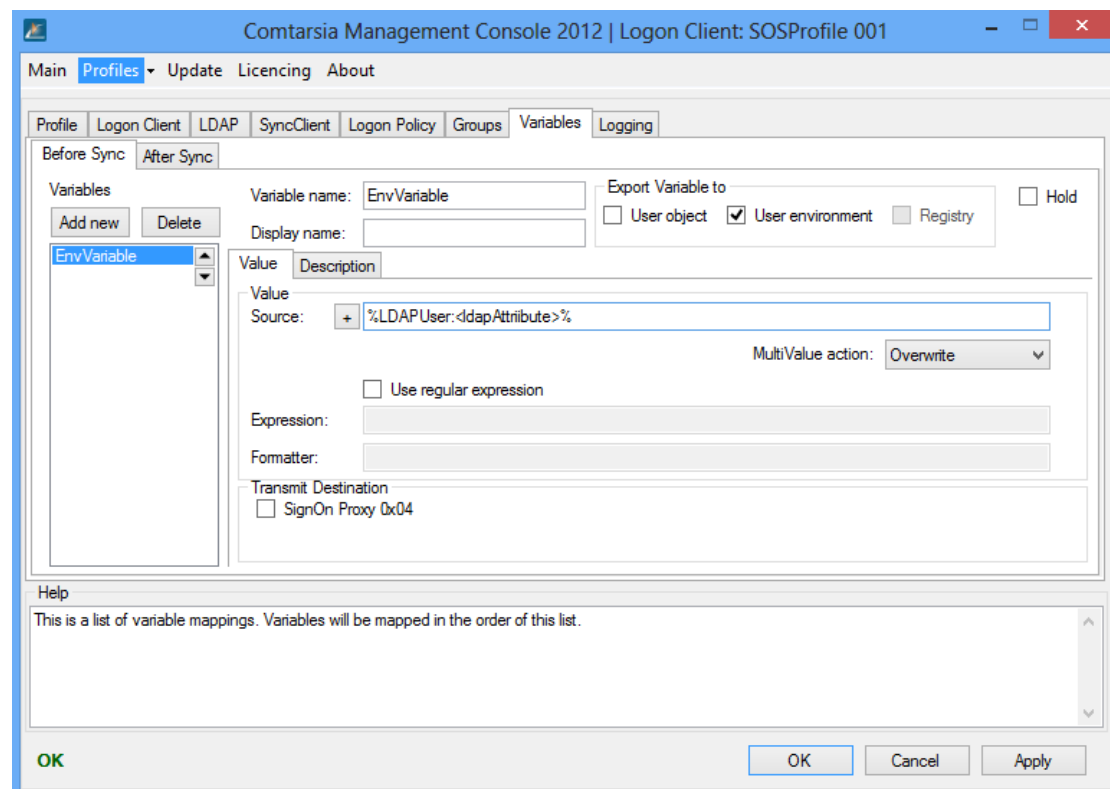 Comtarsia Management Console 2012 | Logon Client: SOSProfile 001
Main Profiles Update Licencing About
Profile Logon Client LDAP SyncClient Logon Policy Groups Variables Logging
Before Sync After Sync
Variables
Add new Delete
EnvVariable
Variable name: EnvVariable
Display name:
Export Variable to
User object User environment Registry
Hold
Value Description
Value
Source: + %LDAPUser:<ldapAttriibute>%
MultiValue action: Overwrite
Use regular expression
Expression:
Formatter:
Transmit Destination
SignOn Proxy 0x04
Help
This is a list of variable mappings. Variables will be mapped in the order of this list.
OK
OK Cancel Apply